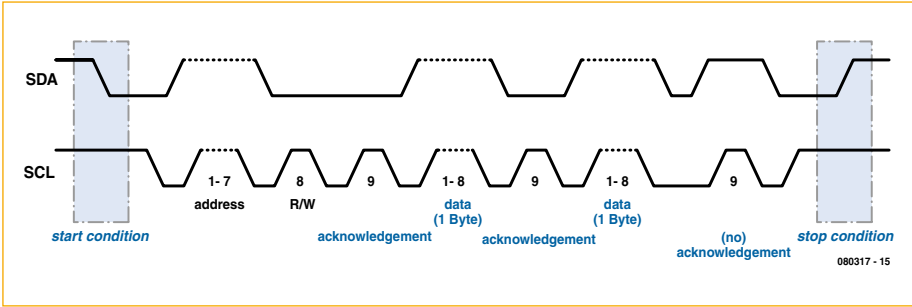 SDA
SCL
1- 7
8
9
1- 8
9
1- 8
9
address
R/W
data
(1 Byte)
data
(1 Byte)
start condition
acknowledgement
acknowledgement
(no)
acknowledgement
stop condition
080317 - 15